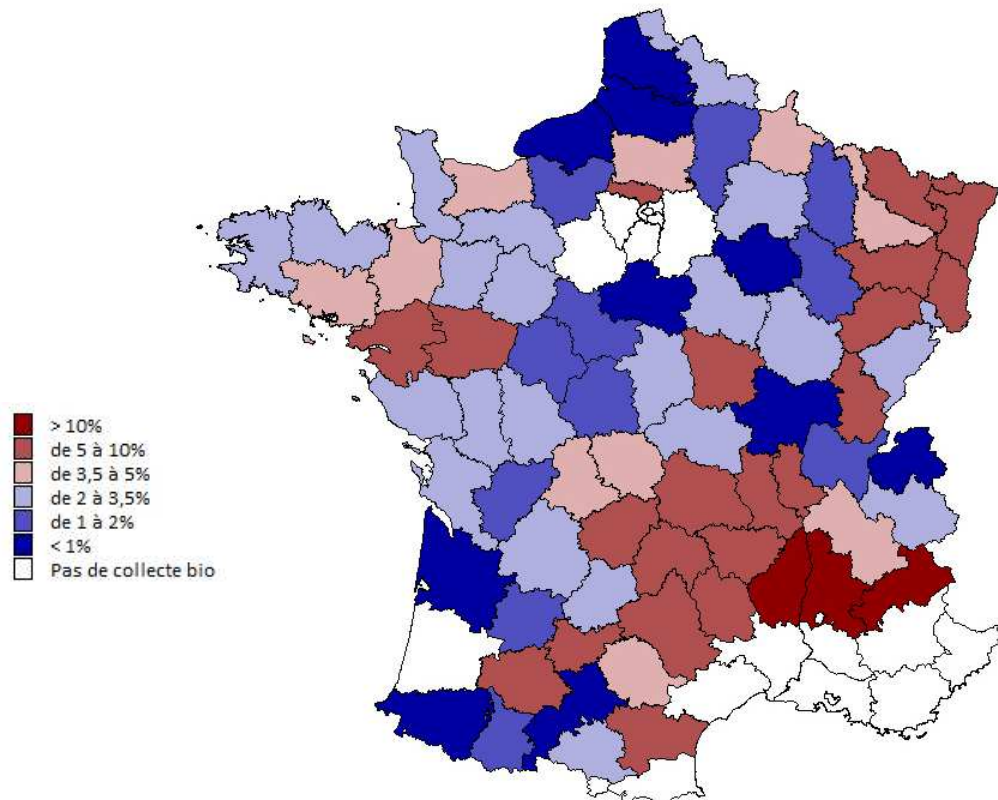 > 10%
de 5 à 10%
de 3,5 à 5%
de 2 à 3,5%
de 1 à 2%
< 1%
Pas de collecte bio